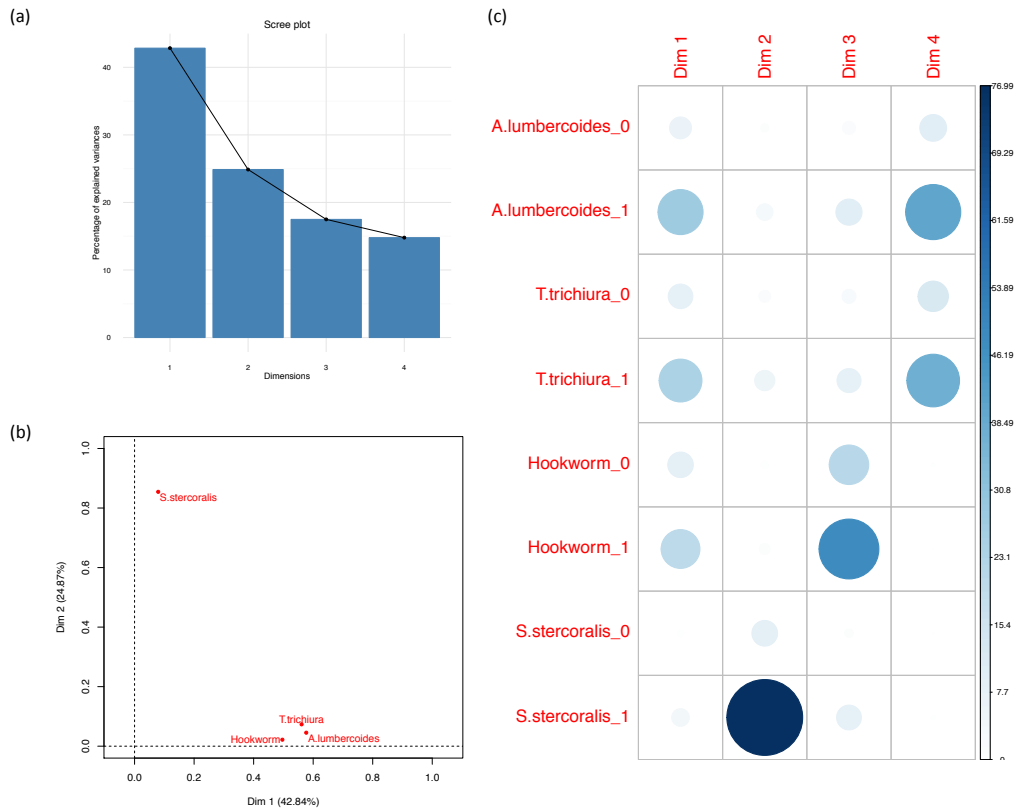 (a)
Scree plot
Percentage of explained variances
40
30
20
10
0
1 2 3 4
Dimensions
(b)
Dim 2 (24.87%)
1.0
0.8
0.6
0.4
0.2
0.0
S.stercoralis
T.trichiura
Hookworm
A.lumbercoides
0.0 0.2 0.4 0.6 0.8 1.0
Dim 1 (42.84%)
(c)
Dim 1 Dim 2 Dim 3 Dim 4
A.lumbercoides_0
A.lumbercoides_1
T.trichiura_0
T.trichiura_1
Hookworm_0
Hookworm_1
S.stercoralis_0
S.stercoralis_1
76.99
69.29
61.59
53.89
46.19
38.49
30.8
23.1
15.4
7.7
0